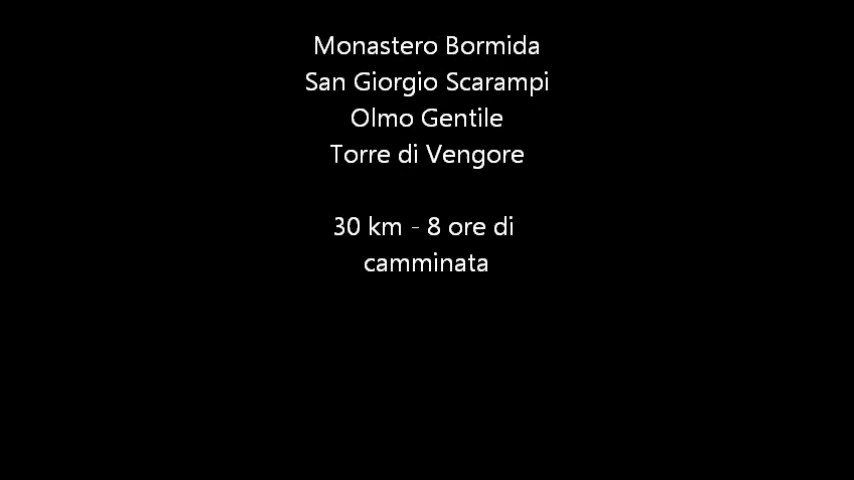 Monastero Bormida
San Giorgio Scarampi
Olmo Gentile
Torre di Vengore
30 km - 8 ore di
camminata